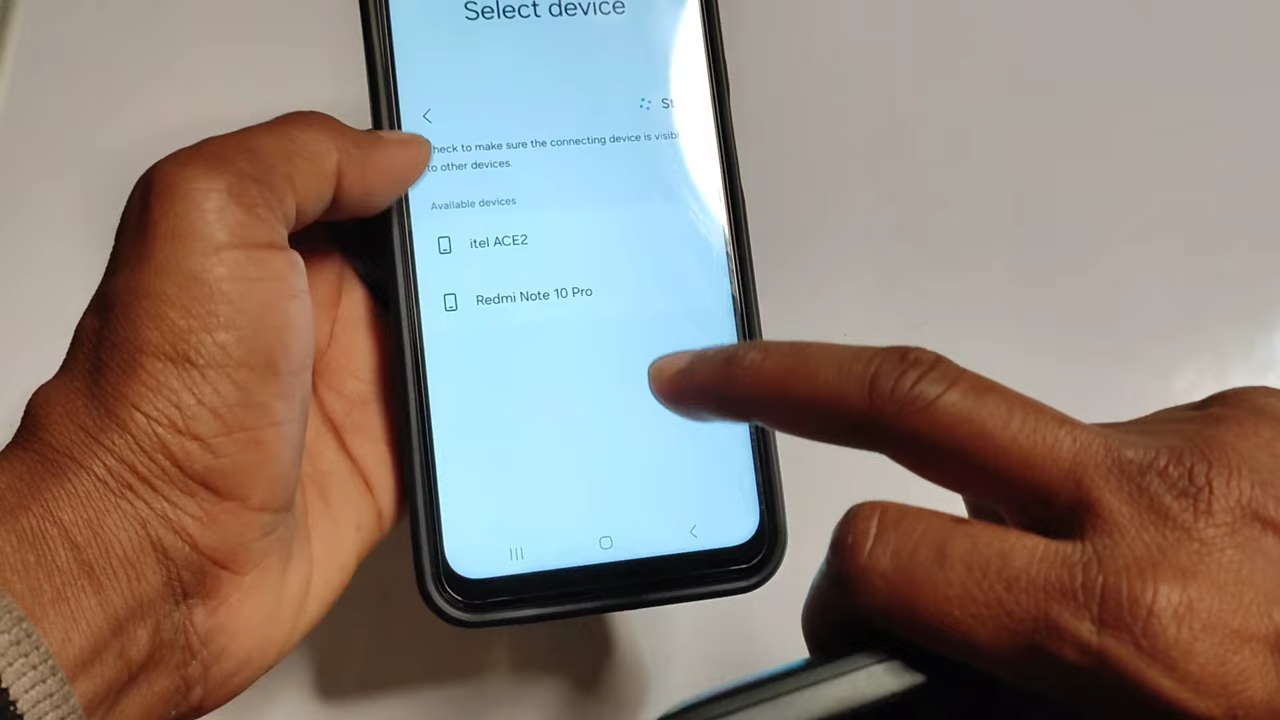 Select device
heck to make sure the connecting device is
to other devices.
Available devices
itel ACE2
Redmi Note 10 Pro